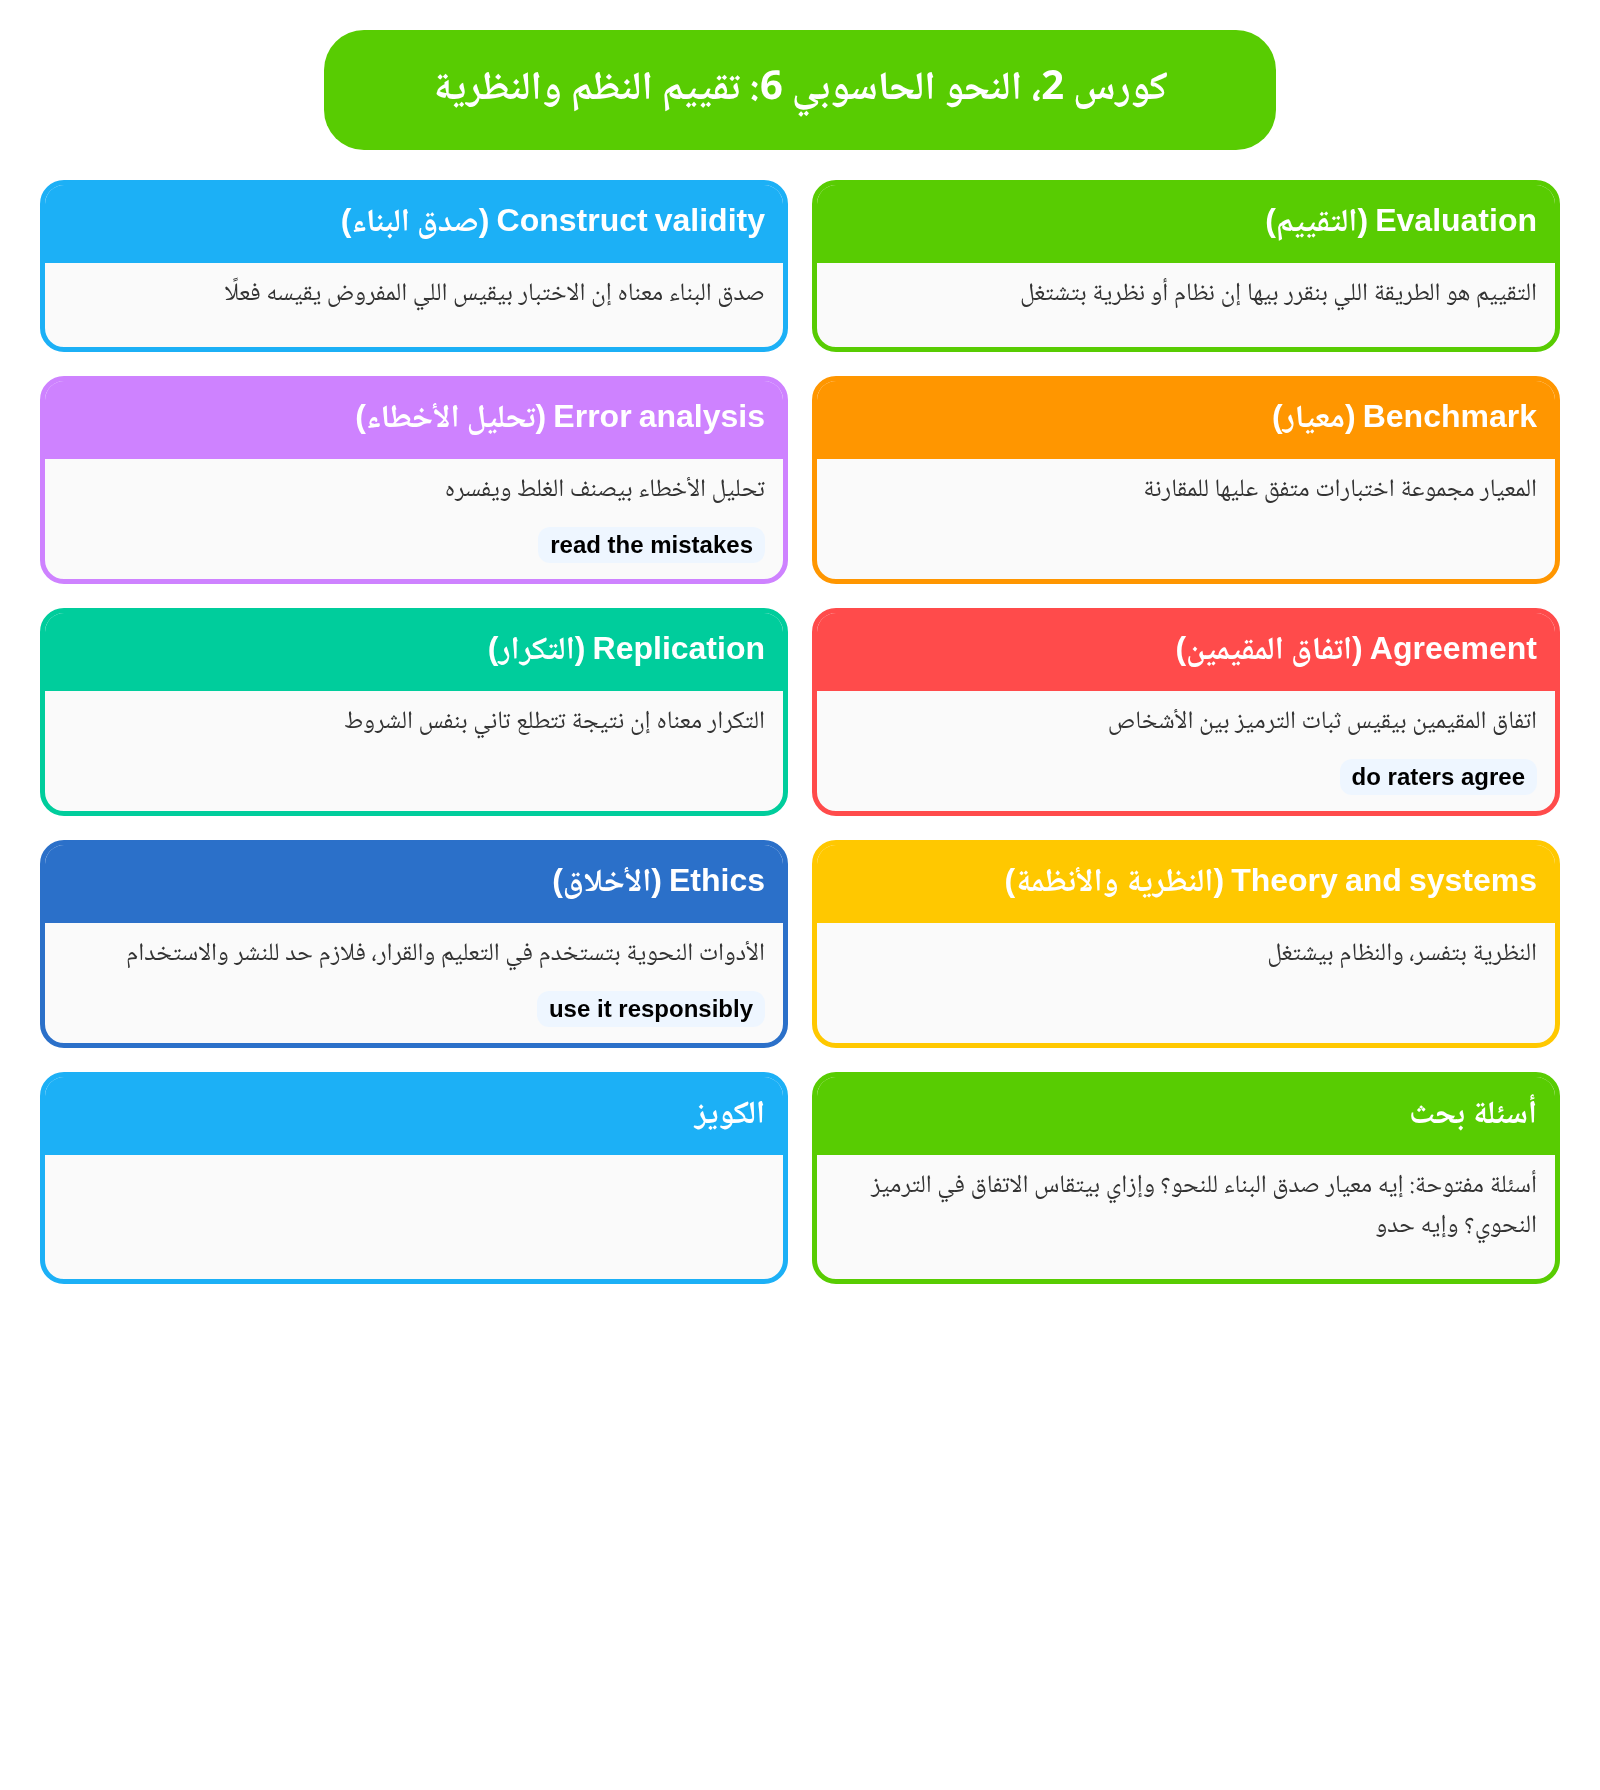 كورس 2، النحو الحاسوبي 6: تقييم النظم والنظرية
Evaluation (التقييم)
التقييم هو الطريقة اللي بنقرر بيها إن نظام أو نظرية بتشتغل
Construct validity (صدق البناء)
صدق البناء معناه إن الاختبار بيقيس اللي المفروض يقيسه فعلًا
Benchmark (معيار)
المعيار مجموعة اختبارات متفق عليها للمقارنة
Error analysis (تحليل الأخطاء)
تحليل الأخطاء بيصنف الغلط ويفسره
read the mistakes
Agreement (اتفاق المقيمين)
اتفاق المقيمين بيقيس ثبات الترميز بين الأشخاص
do raters agree
Replication (التكرار)
التكرار معناه إن نتيجة تتطلع تاني بنفس الشروط
Theory and systems (النظرية والأنظمة)
النظرية بتفسر، والنظام بيشتغل
Ethics (الأخلاق)
الأدوات النحوية بتستخدم في التعليم والقرار، فلازم حد للنشر والاستخدام
use it responsibly
أسئلة بحث
أسئلة مفتوحة: إيه معيار صدق البناء للنحو؟ وإزاي بيتقاس الاتفاق في الترميز
النحوي؟ وإيه حدو
الكويز